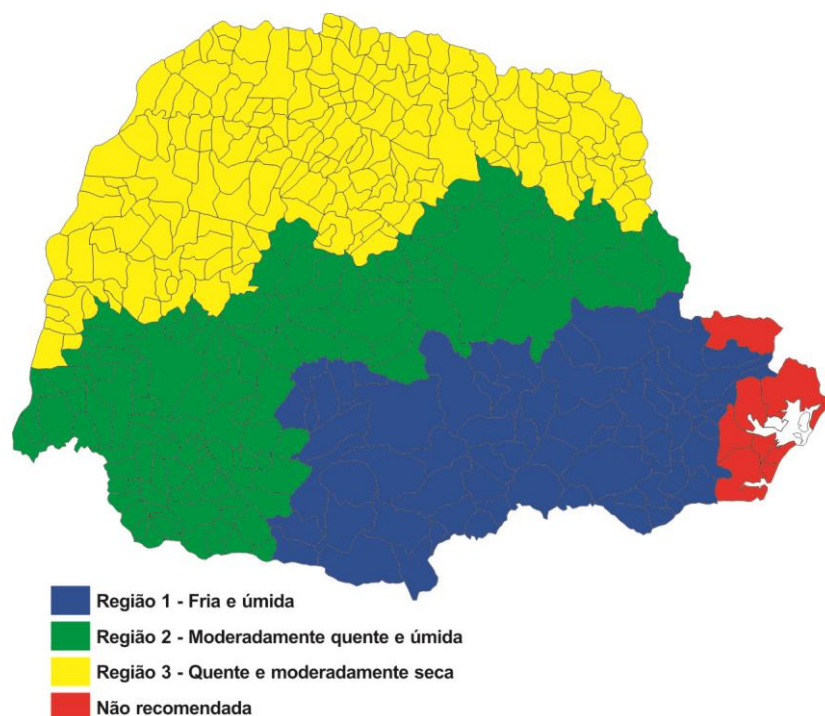 Região 1 - Fria e úmida
Região 2 - Moderadamente quente e úmida
Região 3 - Quente e moderadamente seca
Não recomendada